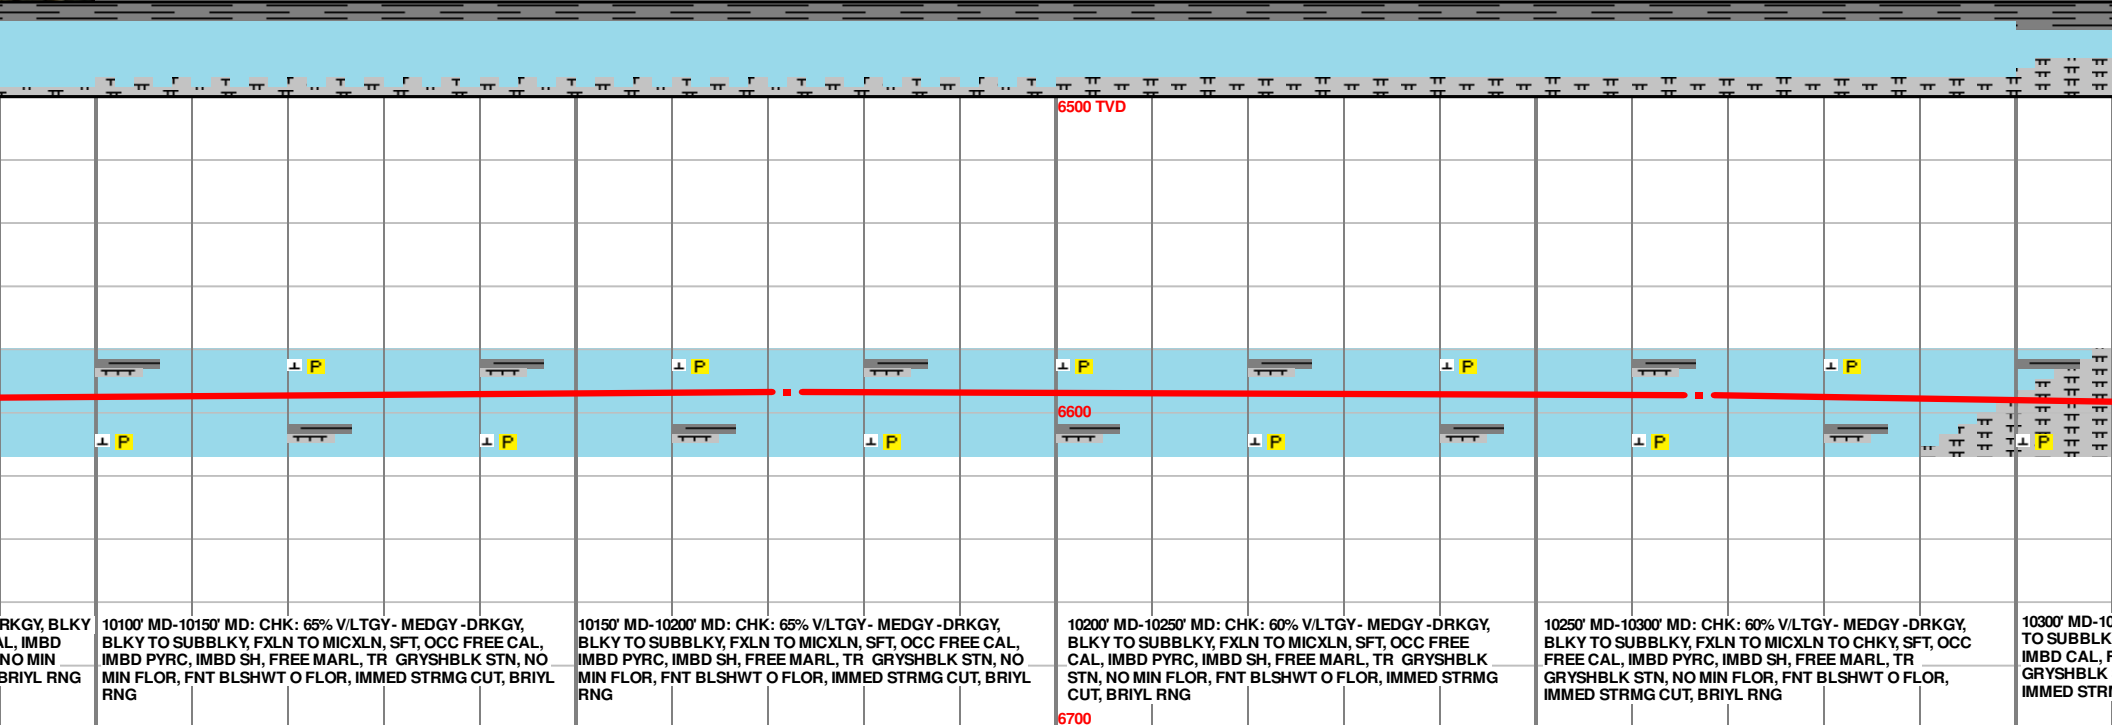 6500 TVD
P
P
P
P
P
6600
P
P
P
P
P
P
RKGY, BLKY
AL, IMBD
NO MIN
BRIYL RNG
10100' MD-10150' MD: CHK: 65% V/LTGY- MEDGY -DRKGY,
BLKY TO SUBBLKY, FXLN TO MICXLN, SFT, OCC FREE CAL,
IMBD PYRC, IMBD SH, FREE MARL, TR GRYSHBLK STN, NO
MIN FLOR, FNT BLSHWT O FLOR, IMMED STRMG CUT, BRIYL
RNG
10150' MD-10200' MD: CHK: 65% V/LTGY- MEDGY -DRKGY,
BLKY TO SUBBLKY, FXLN TO MICXLN, SFT, OCC FREE CAL,
IMBD PYRC, IMBD SH, FREE MARL, TR GRYSHBLK STN, NO
MIN FLOR, FNT BLSHWT O FLOR, IMMED STRMG CUT, BRIYL
RNG
10200' MD-10250' MD: CHK: 60% V/LTGY- MEDGY -DRKGY,
BLKY TO SUBBLKY, FXLN TO MICXLN, SFT, OCC FREE
CAL, IMBD PYRC, IMBD SH, FREE MARL, TR GRYSHBLK
STN, NO MIN FLOR, FNT BLSHWT O FLOR, IMMED STRMG
CUT, BRIYL RNG
10250' MD-10300' MD: CHK: 60% V/LTGY- MEDGY -DRKGY,
BLKY TO SUBBLKY, FXLN TO MICXLN TO CHKY, SFT, OCC
FREE CAL, IMBD PYRC, IMBD SH, FREE MARL, TR
GRYSHBLK STN, NO MIN FLOR, FNT BLSHWT O FLOR,
IMMED STRMG CUT, BRIYL RNG
10300' MD-10
TO SUBBLK
IMBD CAL, F
GRYSHBLK
IMMED STR
6700